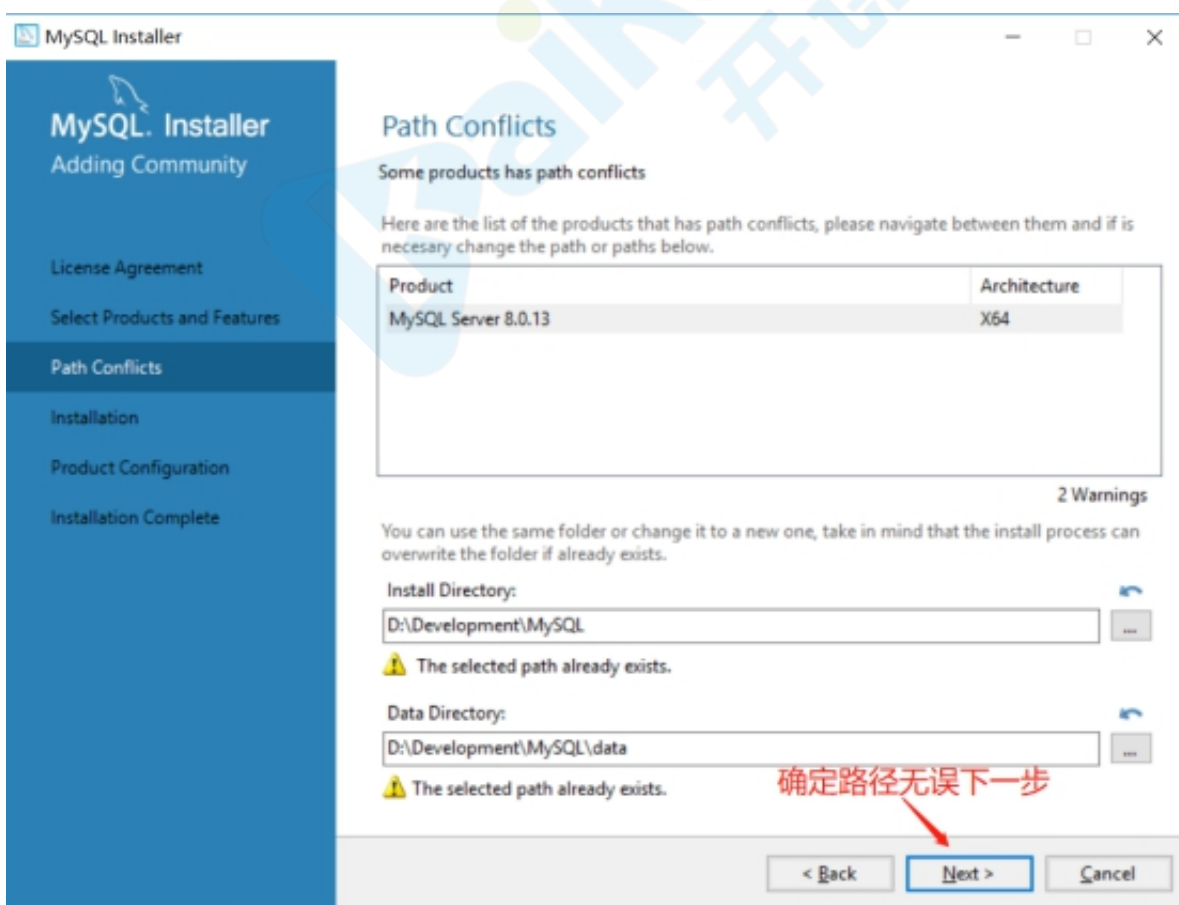 MySQL Installer
MySQL. Installer
Adding Community
License Agreement
Select Products and Features
Path Conflicts
Installation
Product Configuration
Installation Complete
Path Conflicts
Some products has path conflicts
Here are the list of the products that has path conflicts, please navigate between them and if is
necesary change the path or paths below.
Product Architecture
MySQL Server 8.0.13 X64
2 Warnings
You can use the same folder or change it to a new one, take in mind that the install process can
overwrite the folder if already exists.
Install Directory:
D:\Development\MySQL
...
The selected path already exists.
Data Directory:
D:\Development\MySQL\data
...
The selected path already exists.
确定路径无误下一步
< Back
Next >
Cancel